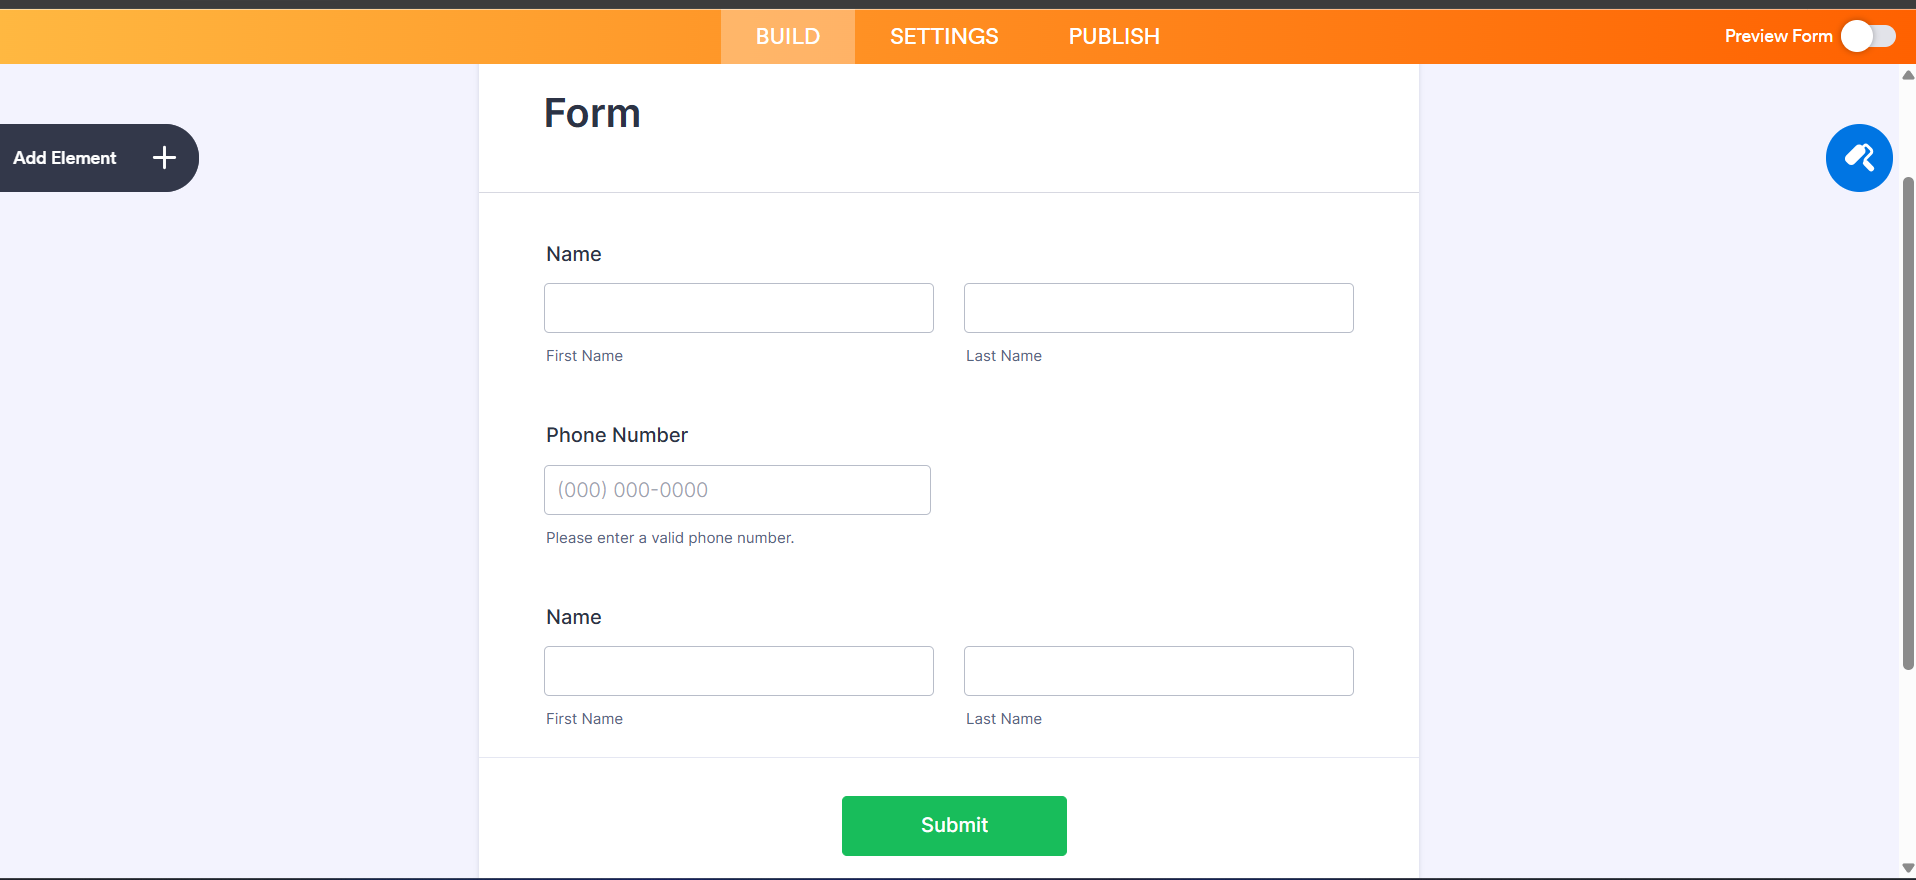 BUILD SETTINGS PUBLISH Preview Form
Form
Add Element
Name
First Name Last Name
Phone Number
(000) 000-0000
Please enter a valid phone number.
Name
First Name Last Name
Submit